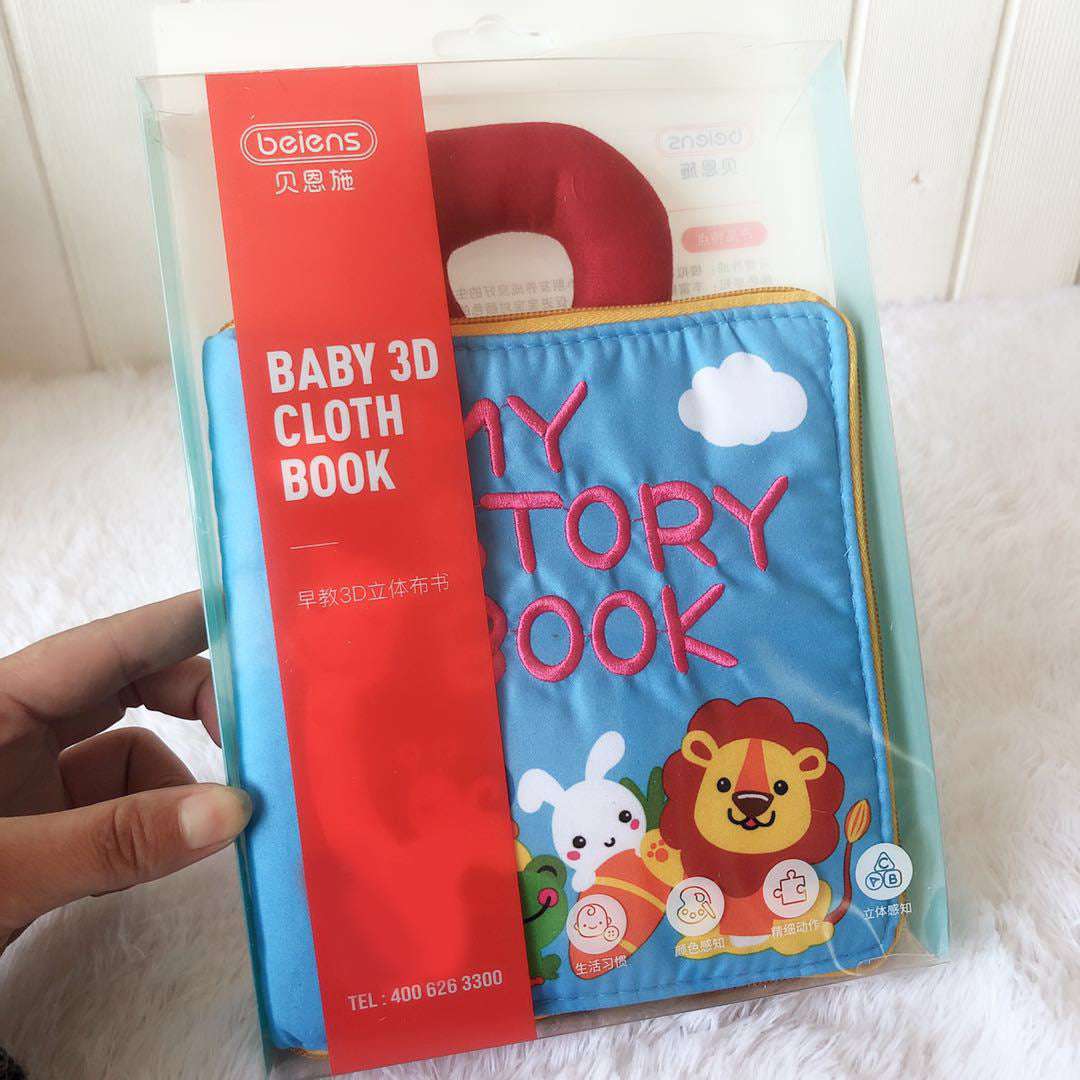 beiens
贝恩施
BABY 3D
CLOTH
BOOK
早教3D立体布书
MY
TORY
OOK
生活习惯
颜色感知
精细动作
立体感知
A B C
TEL : 400 626 3300
beiens
贝恩施